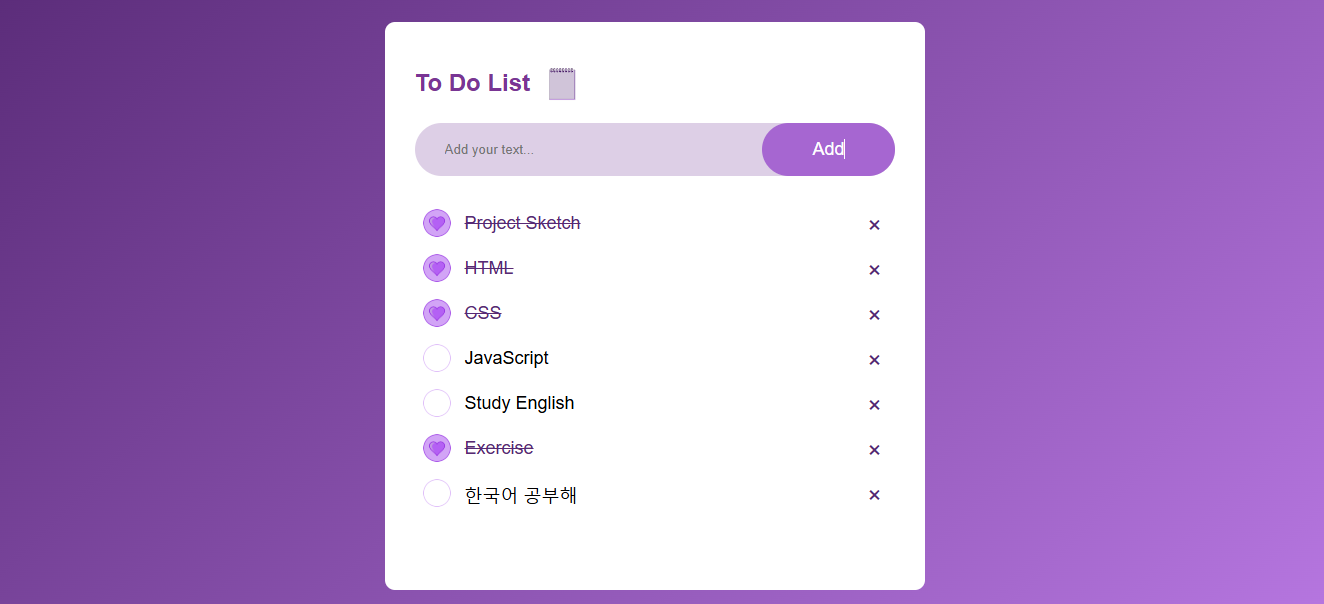 To Do List
Add your text...
Add
Project Sketch
HTML
CSS
JavaScript
Study English
Exercise
한국어 공부해